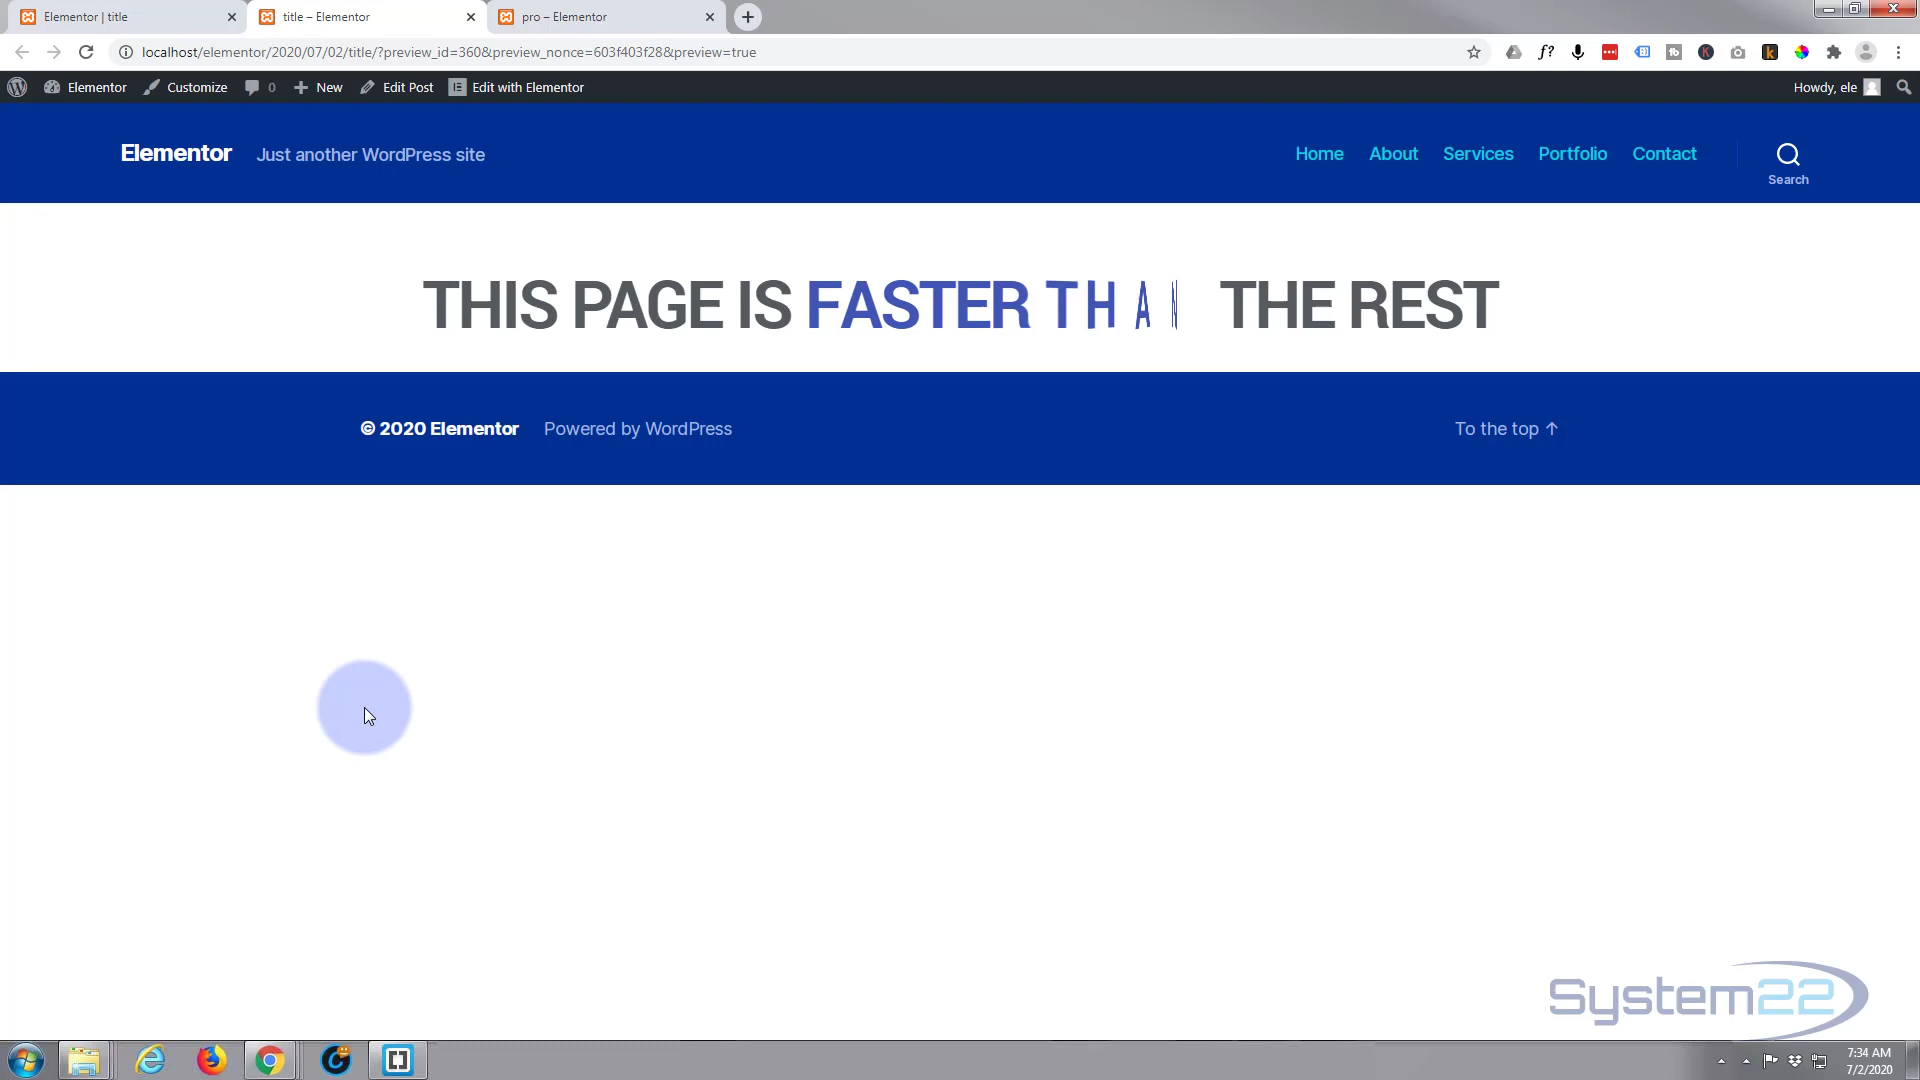 Elementor | title
title – Elementor
pro – Elementor
localhost/elementor/2020/07/02/title/?preview_id=360&preview_nonce=603f403f28&preview=true
Elementor Customize 0 New Edit Post Edit with Elementor Howdy, ele
Elementor Just another WordPress site Home About Services Portfolio Contact
Search
THIS PAGE IS FASTER THAN THE REST
© 2020 Elementor Powered by WordPress To the top ↑
System22
7:34 AM
7/2/2020